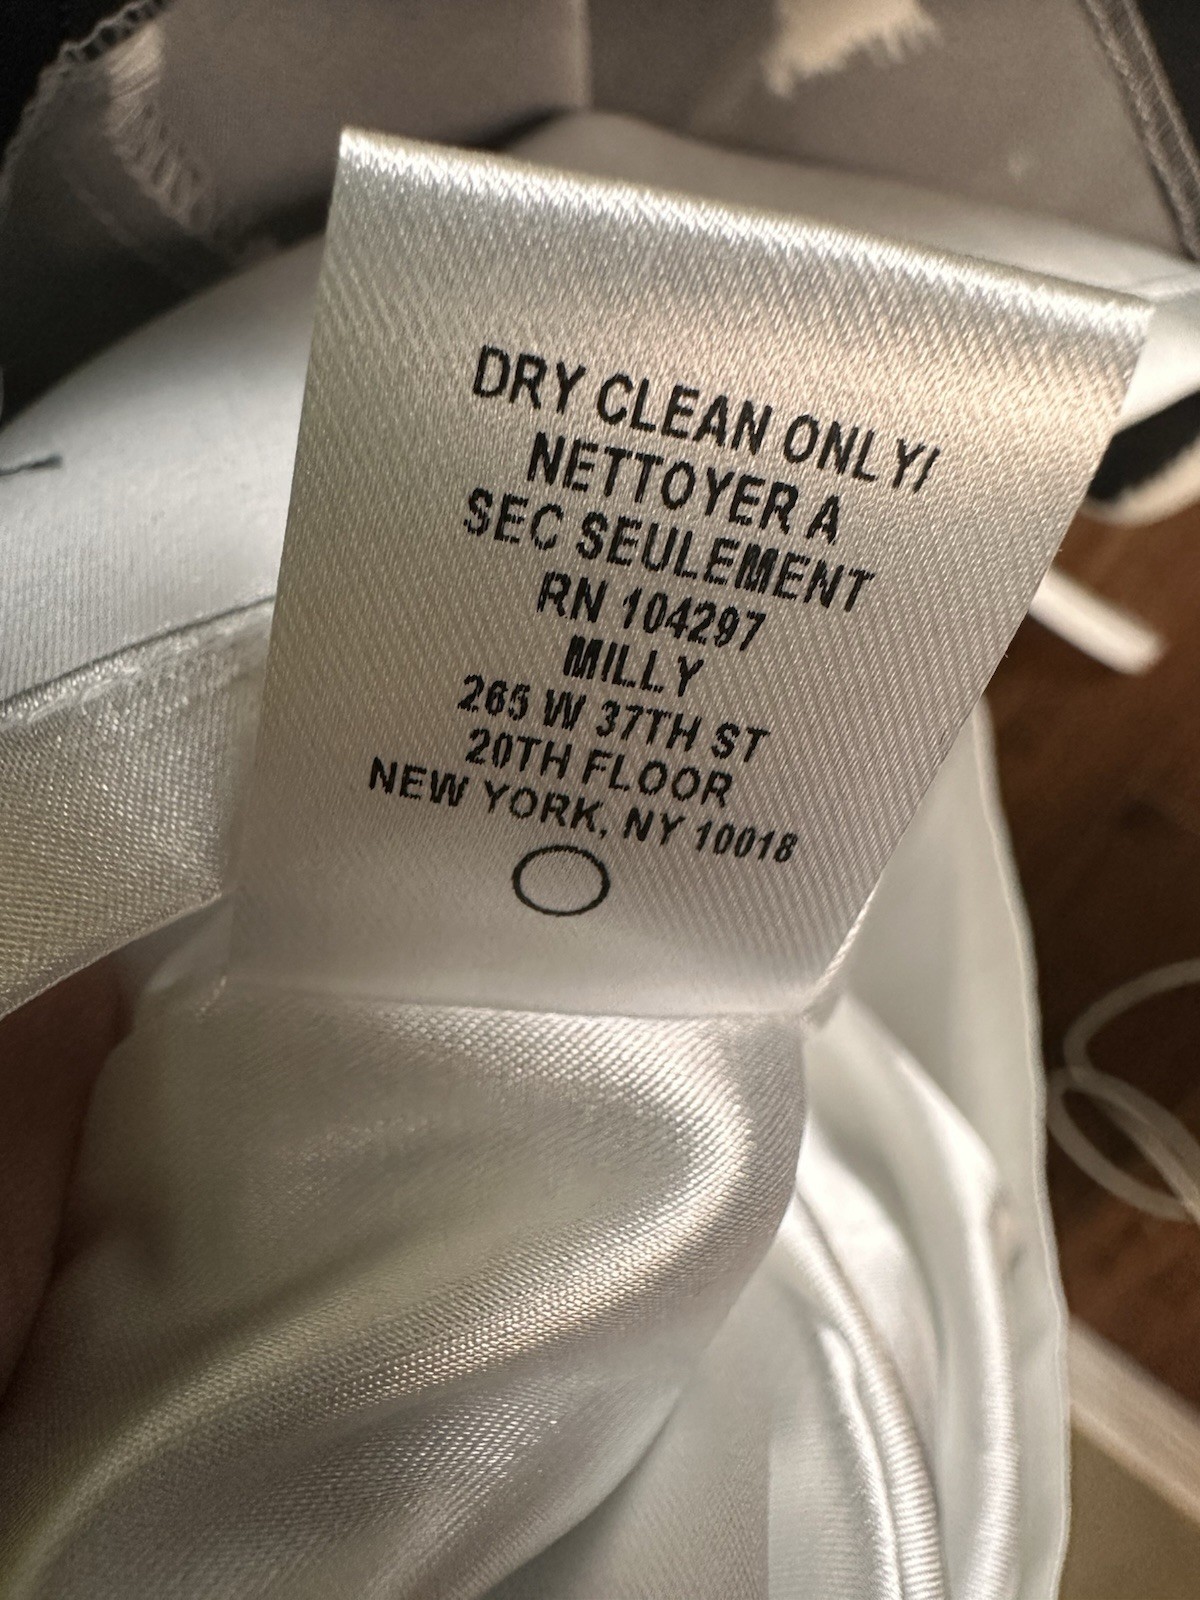 DRY CLEAN ONLY/
NETTOYER A
SEC SEULEMENT
RN 104297
MILLY
265 W 37TH ST
20TH FLOOR
NEW YORK, NY 10018